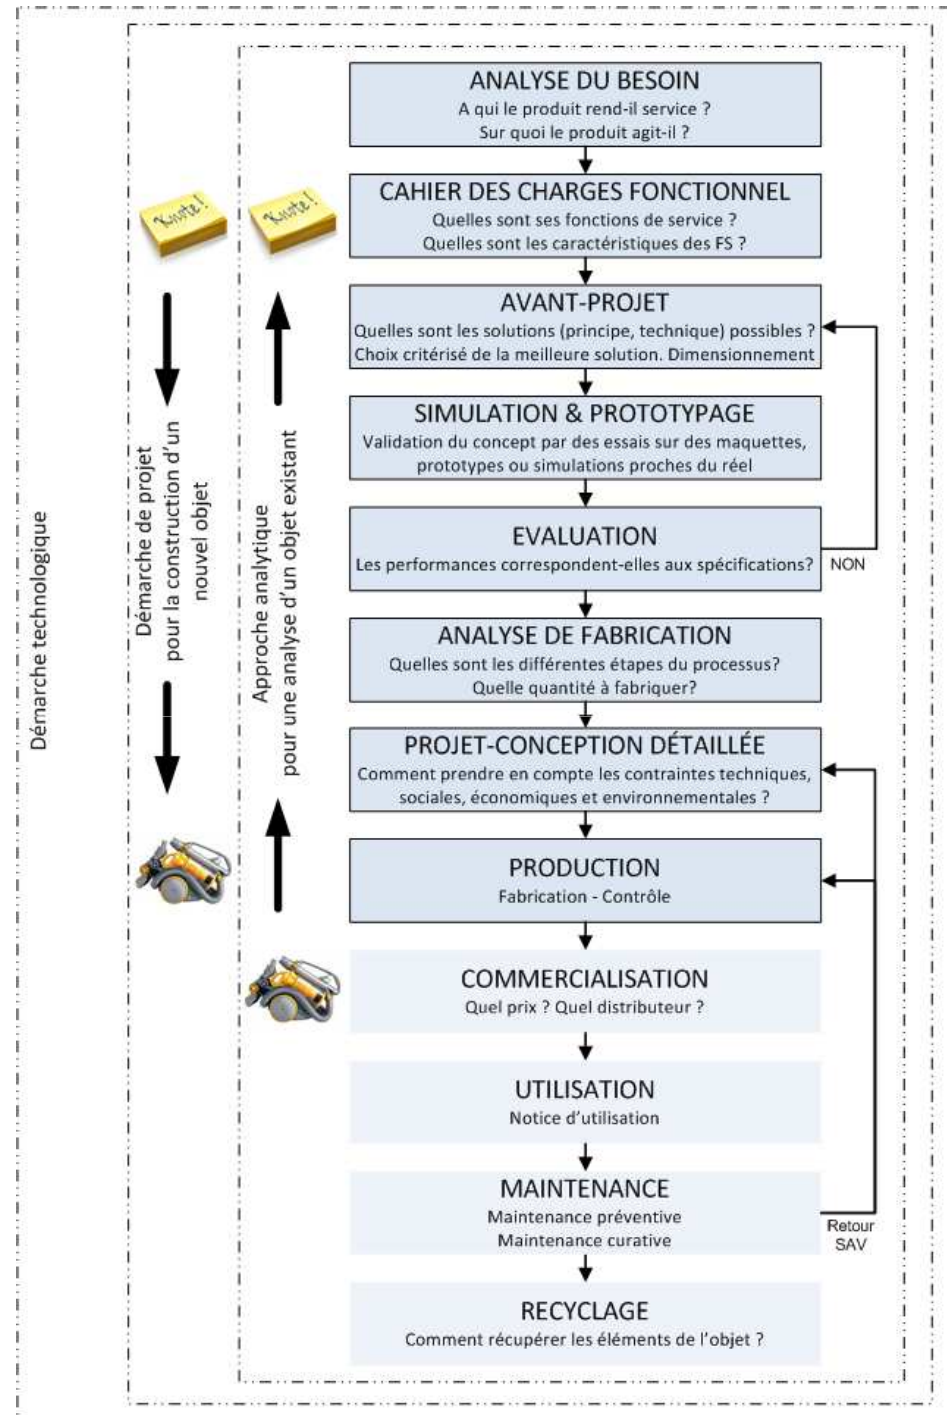 ANALYSE DU BESOIN
A qui le produit rend-il service ?
Sur quoi le produit agit-il ?
Knote!
Knote!
CAHIER DES CHARGES FONCTIONNEL
Quelles sont ses fonctions de service ?
Quelles sont les caractéristiques des FS ?
AVANT-PROJET
Quelles sont les solutions (principe, technique) possibles ?
Choix critérisé de la meilleure solution. Dimensionnement
SIMULATION & PROTOTYPAGE
Validation du concept par des essais sur des maquettes,
prototypes ou simulations proches du réel
EVALUATION
Les performances correspondent-elles aux spécifications?
NON
Démarche technologique
Démarche de projet
pour la construction d’un
nouvel objet
Approche analytique
pour une analyse d’un objet existant
ANALYSE DE FABRICATION
Quelles sont les différentes étapes du processus?
Quelle quantité à fabriquer?
PROJET-CONCEPTION DÉTAILLÉE
Comment prendre en compte les contraintes techniques,
sociales, économiques et environnementales ?
PRODUCTION
Fabrication - Contrôle
COMMERCIALISATION
Quel prix ? Quel distributeur ?
UTILISATION
Notice d’utilisation
MAINTENANCE
Maintenance préventive
Maintenance curative
Retour
SAV
RECYCLAGE
Comment récupérer les éléments de l’objet ?